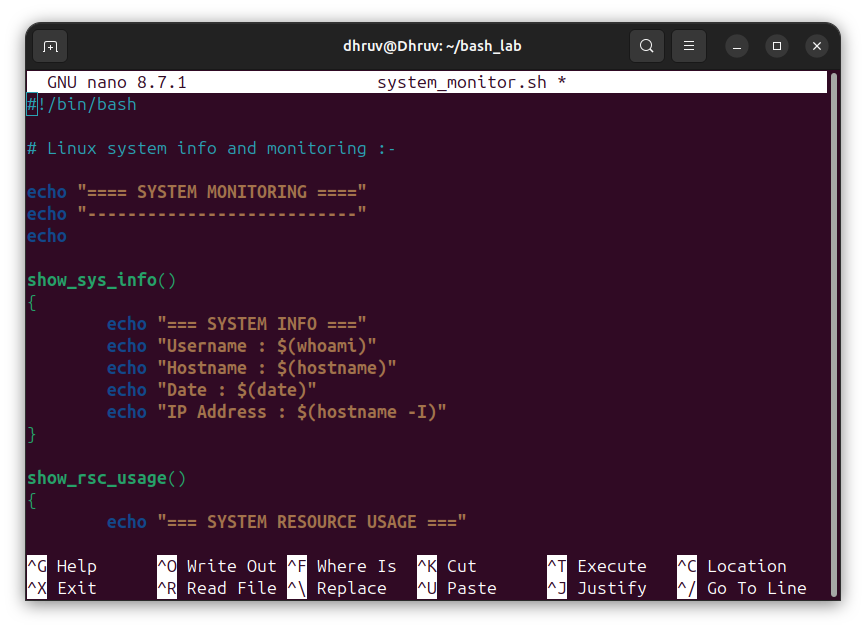 dhruv@Dhruv: ~/bash_lab
GNU nano 8.7.1 system_monitor.sh *
#!/bin/bash
# Linux system info and monitoring :-
echo "==== SYSTEM MONITORING ===="
echo "---------------------------"
echo
show_sys_info()
{
echo "=== SYSTEM INFO ==="
echo "Username : $(whoami)"
echo "Hostname : $(hostname)"
echo "Date : $(date)"
echo "IP Address : $(hostname -I)"
}
show_rsc_usage()
{
echo "=== SYSTEM RESOURCE USAGE ==="
^G Help ^O Write Out ^F Where Is ^K Cut ^T Execute ^C Location
^X Exit ^R Read File ^\ Replace ^U Paste ^J Justify ^/ Go To Line